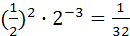 (1/2)² · 2⁻³ = 1/32